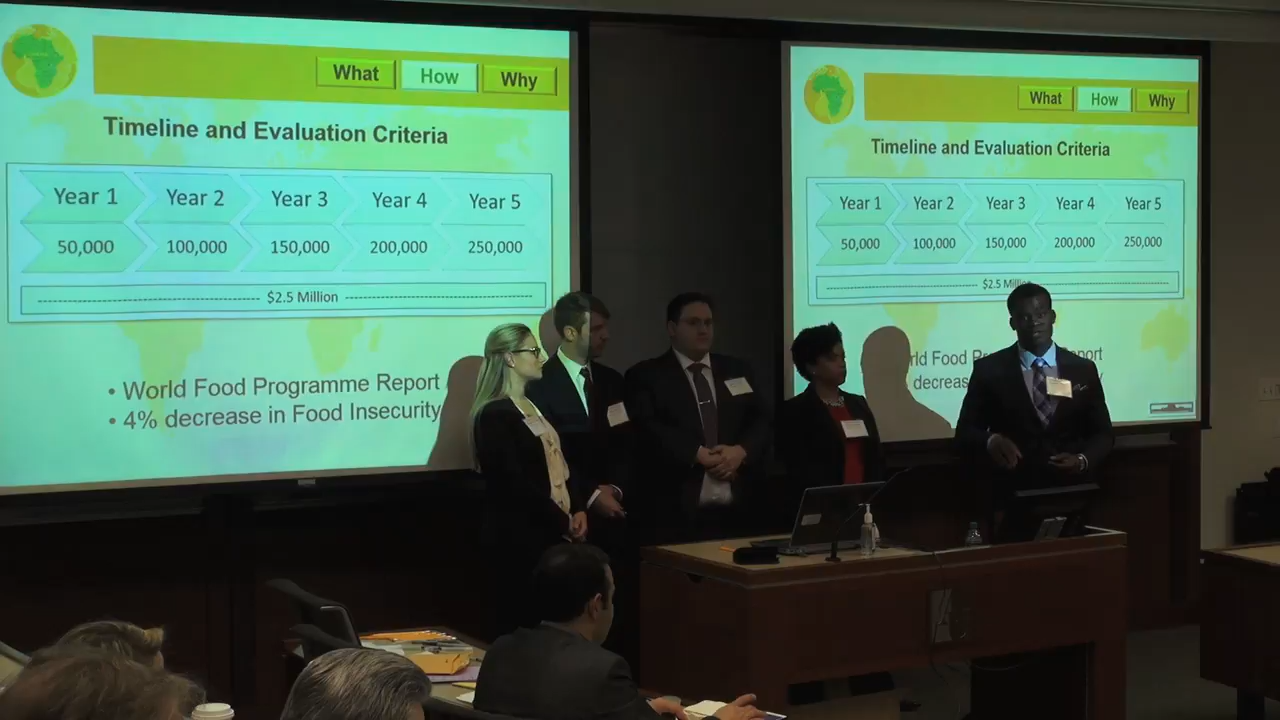 What How Why
Timeline and Evaluation Criteria
Year 1 Year 2 Year 3 Year 4 Year 5
50,000 100,000 150,000 200,000 250,000
$2.5 Million
• World Food Programme Report
• 4% decrease in Food Insecurity
What How Why
Timeline and Evaluation Criteria
Year 1 Year 2 Year 3 Year 4 Year 5
50,000 100,000 150,000 200,000 250,000
$2.5 Million
World Food
decrease